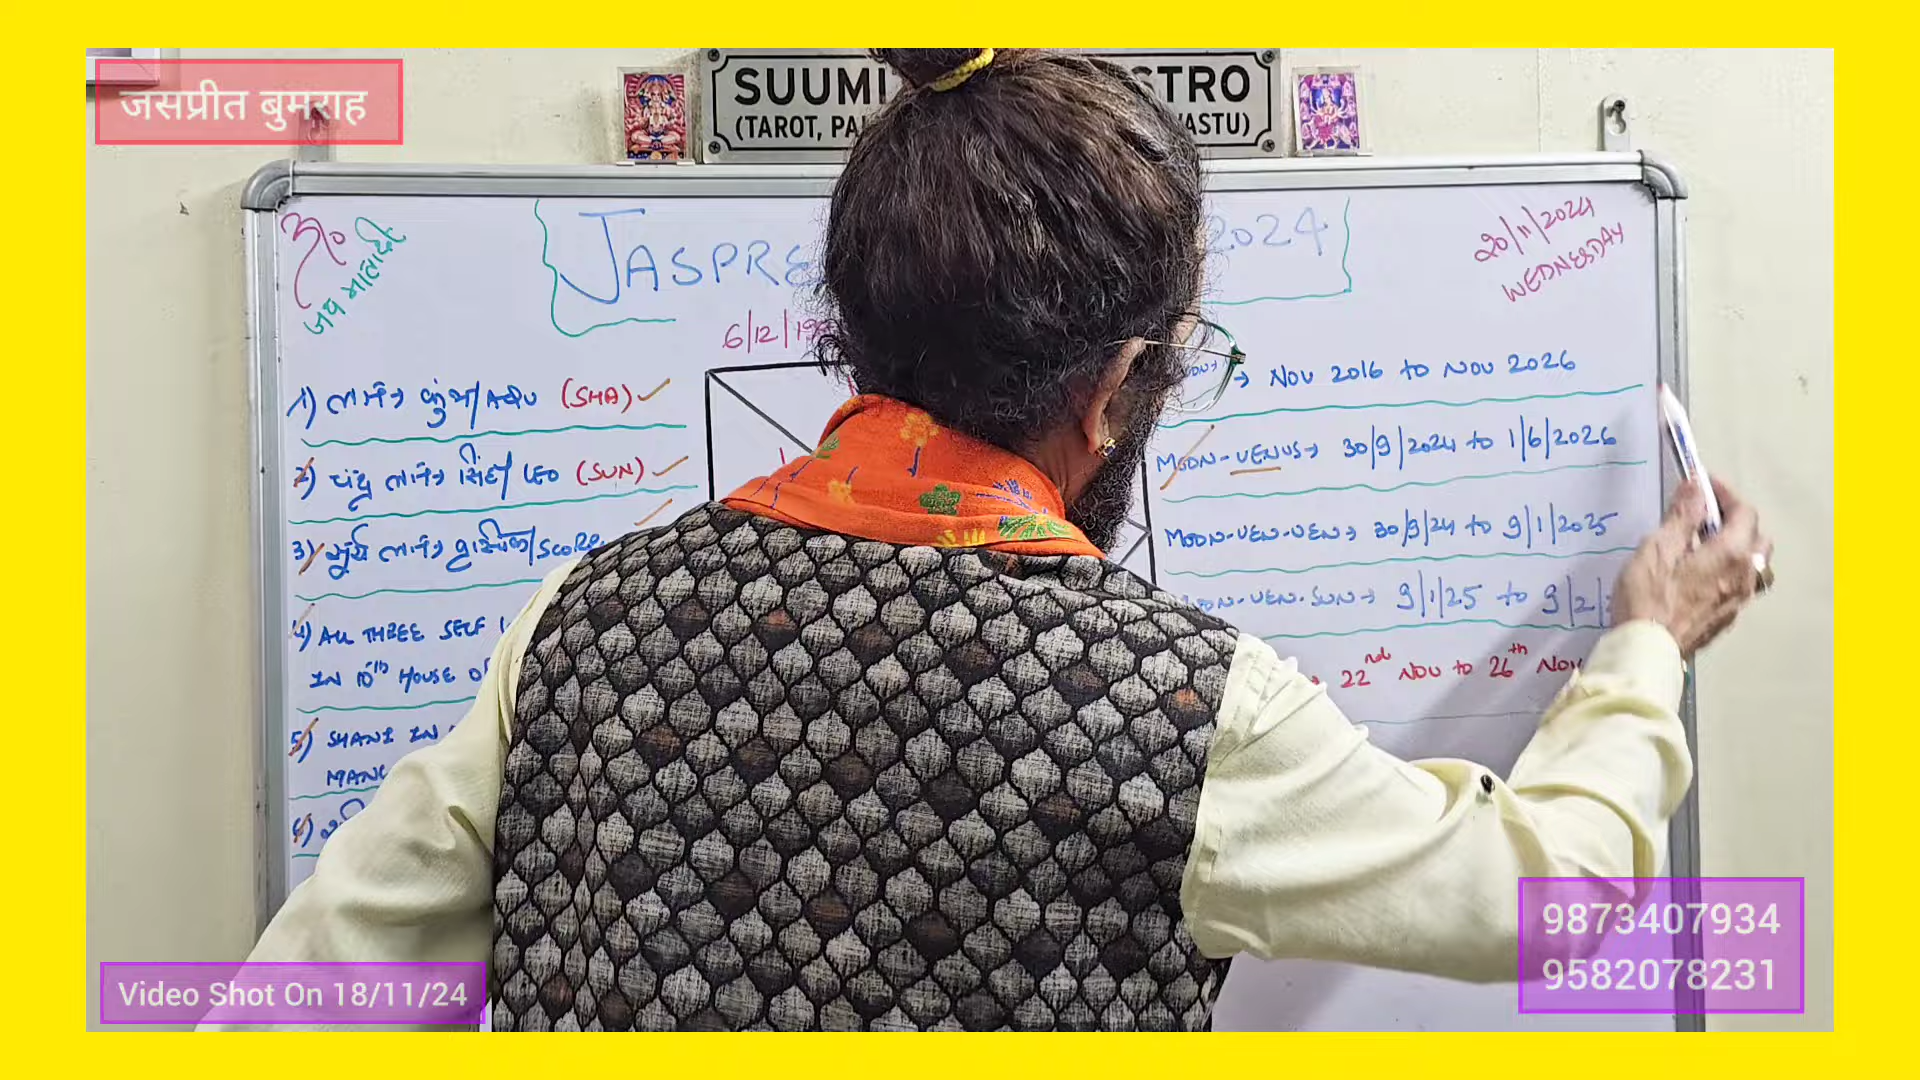 जसप्रीत बुमराह
SUUMI STRO
(TAROT, VASTU)
ॐ
जय माता दी
JASPRE 2024
20/11/2024
WEDNESDAY
6/12/19
1) लग्न कुंभ/AQU (SHA)
2) चंद्र लग्न सिंह/LEO (SUN)
3) सूर्य लग्न वृश्चिक/SCORP
4) ALL THREE SELF
IN 10th HOUSE OF
5) SHANI IN
MANG
6)
→ NOV 2016 to NOV 2026
MOON-VENUS→ 30/9/2024 to 1/6/2026
MOON-VEN-VEN→ 30/9/24 to 9/1/2025
MOON-VEN-SUN→ 9/1/25 to 9/2/
22nd NOV to 26th NOV
9873407934
9582078231
Video Shot On 18/11/24